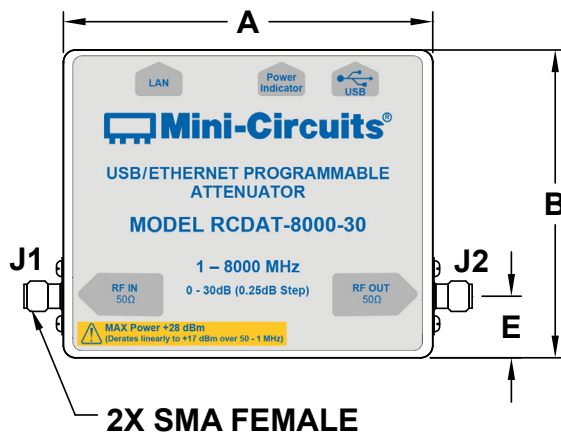 A
LAN
Power
Indicator
USB
Mini-Circuits®
USB/ETHERNET PROGRAMMABLE
ATTENUATOR
MODEL RCDAT-8000-30
B
J1
J2
1 – 8000 MHz
RF IN
50Ω
0 - 30dB (0.25dB Step)
RF OUT
50Ω
E
MAX Power +28 dBm
(Derates linearly to +17 dBm over 50 - 1 MHz)
2X SMA FEMALE